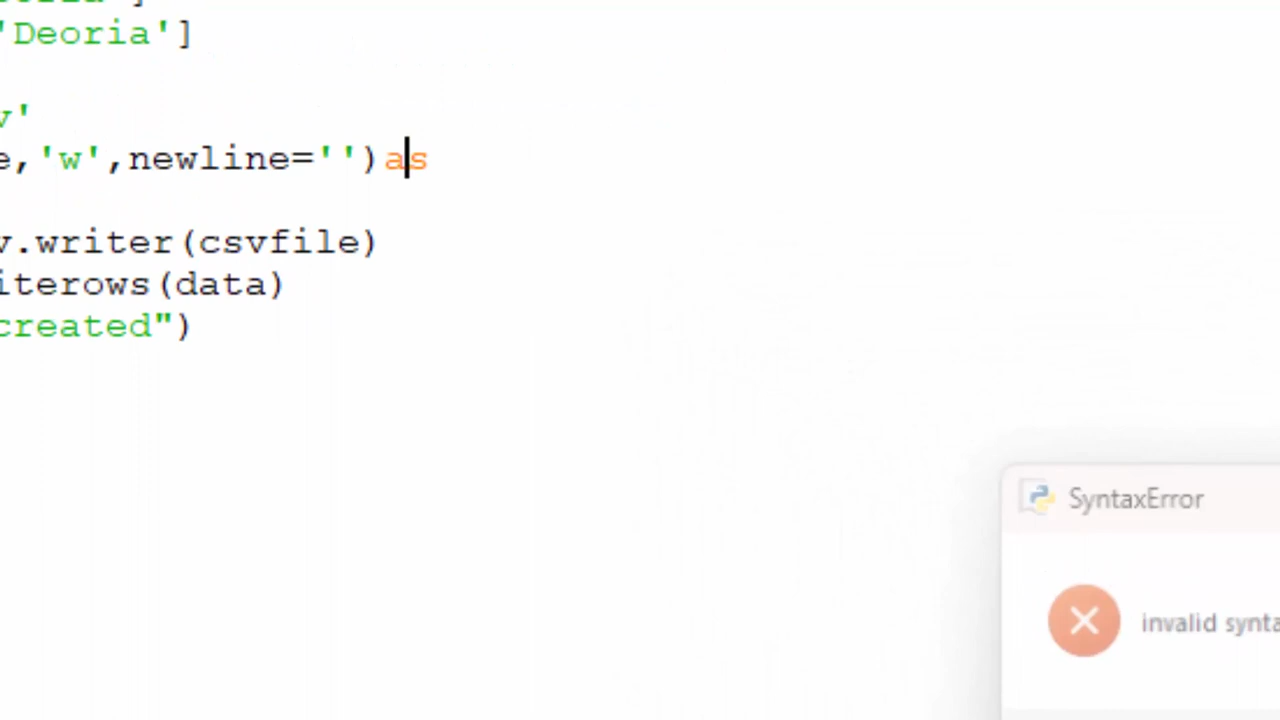 'Deoria']
v'
e,'w',newline='')as
v.writer(csvfile)
iterows(data)
created")
SyntaxError
invalid synta